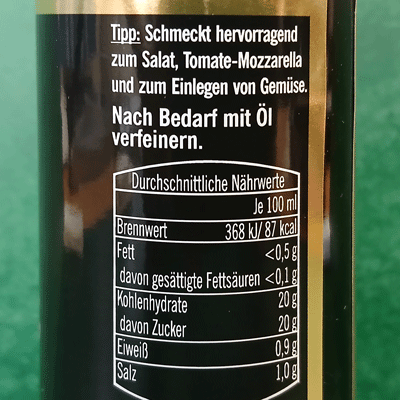 Tipp: Schmeckt hervorragend
zum Salat, Tomate-Mozzarella
und zum Einlegen von Gemüse.
Nach Bedarf mit Öl
verfeinern.
Durchschnittliche Nährwerte
Je 100 ml
Brennwert 368 kJ/ 87 kcal
Fett <0,5 g
davon gesättigte Fettsäuren <0,1 g
Kohlenhydrate 20 g
davon Zucker 20 g
Eiweiß 0,9 g
Salz 1,0 g